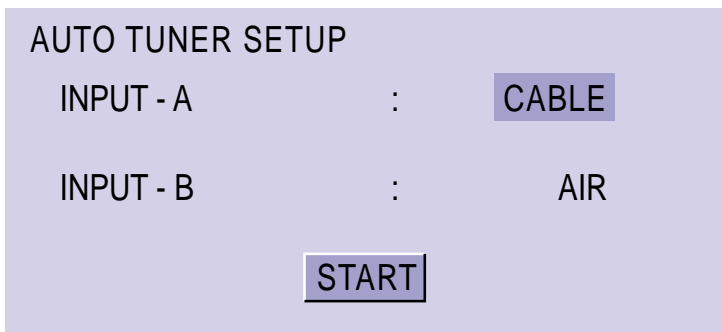 AUTO TUNER SETUP
INPUT - A : CABLE
INPUT - B : AIR
START